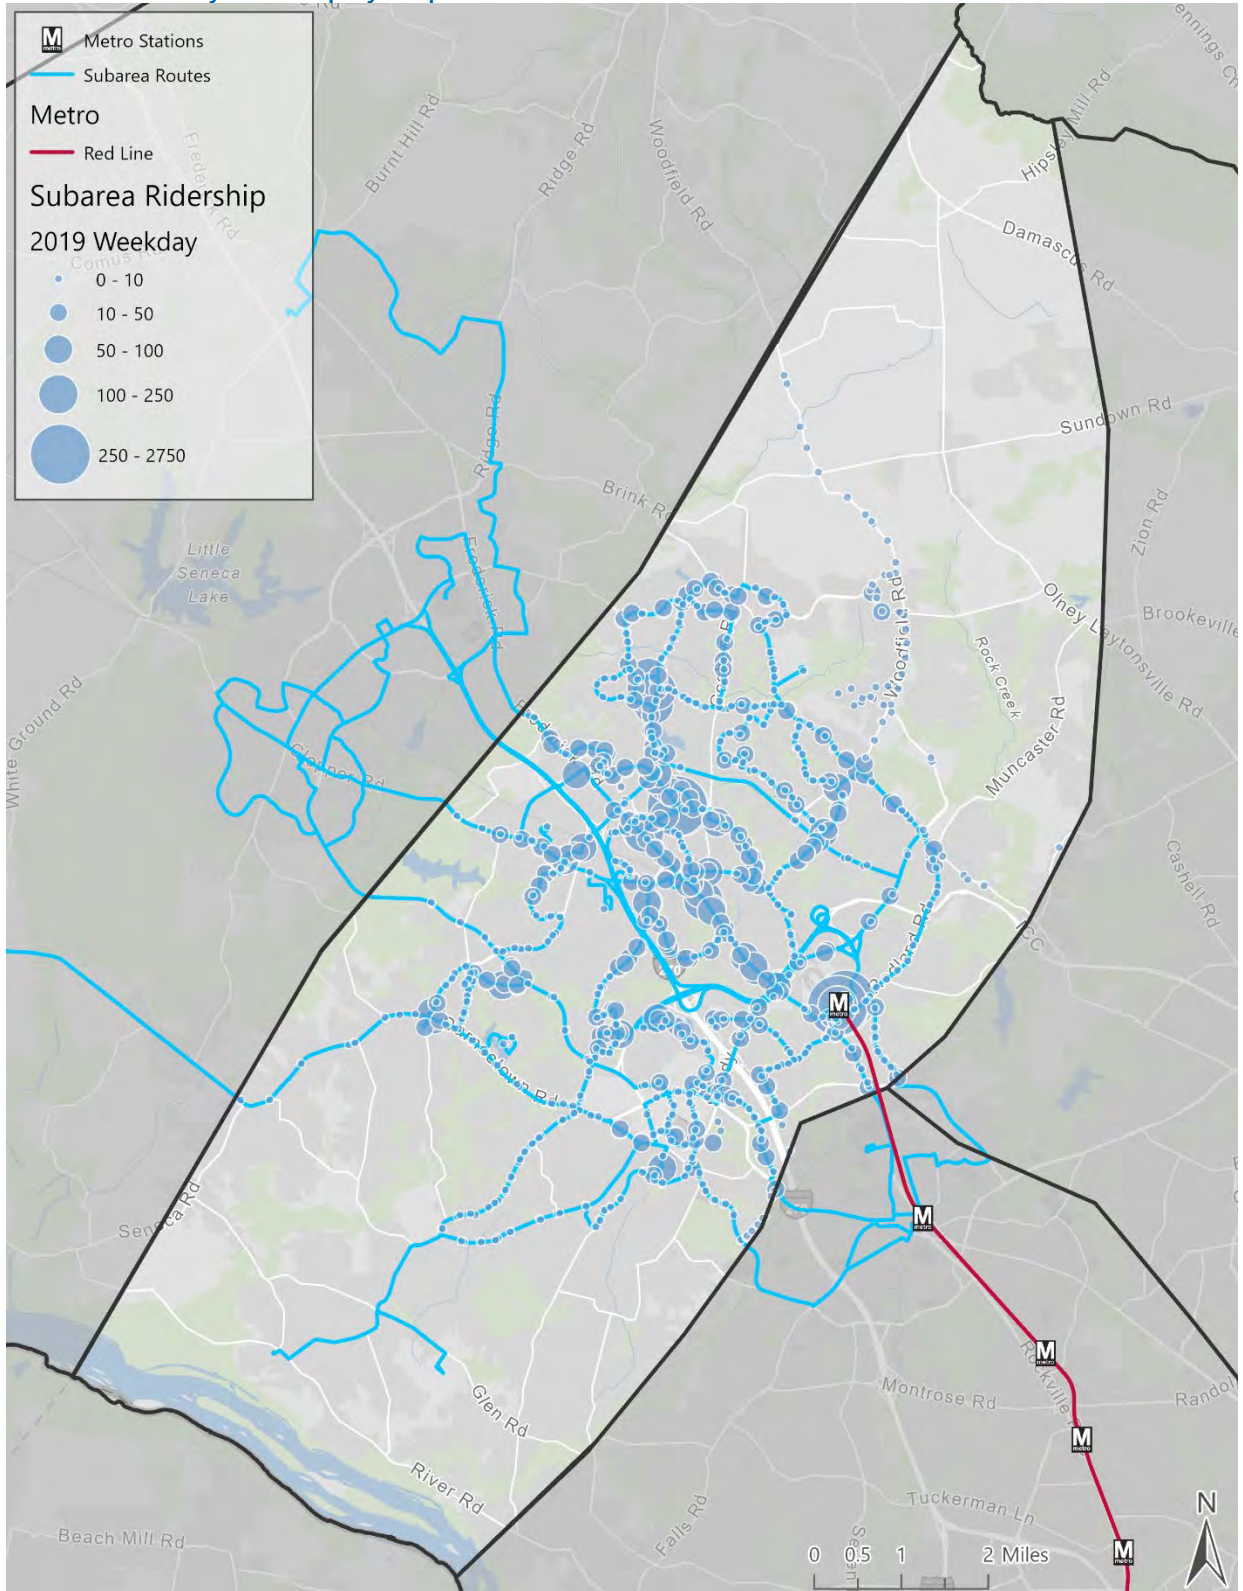 Metro Stations
Subarea Routes
Metro
Red Line
Subarea Ridership
2019 Weekday
0 - 10
10 - 50
50 - 100
100 - 250
250 - 2750
Comus Rd
Burnt Hill Rd
Ridge Rd
Woodfield Rd
Hipsley Mill Rd
Damascus Rd
Sundown Rd
Ridge Rd
Brink Rd
Zion Rd
Little
Seneca
Lake
Frederick Rd
Woodfield Rd
Olney Laytonsville Rd
Brookeville
Rock Creek
White Ground Rd
Clopper Rd
Muncaster Rd
Cashell Rd
ICC
Redland Rd
Seneca Rd
Glen Rd
River Rd
Montrose Rd
Rockville
Tuckerman Ln
Falls Rd
Beach Mill Rd
M
metro
N
0 0.5 1 2 Miles